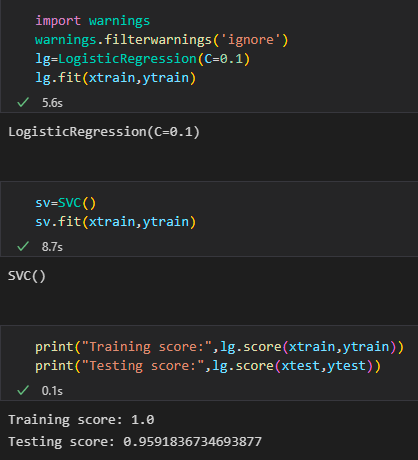 import warnings
warnings.filterwarnings('ignore')
lg=LogisticRegression(C=0.1)
lg.fit(xtrain,ytrain)
5.6s
LogisticRegression(C=0.1)
sv=SVC()
sv.fit(xtrain,ytrain)
8.7s
SVC()
print("Training score:",lg.score(xtrain,ytrain))
print("Testing score:",lg.score(xtest,ytest))
0.1s
Training score: 1.0
Testing score: 0.9591836734693877